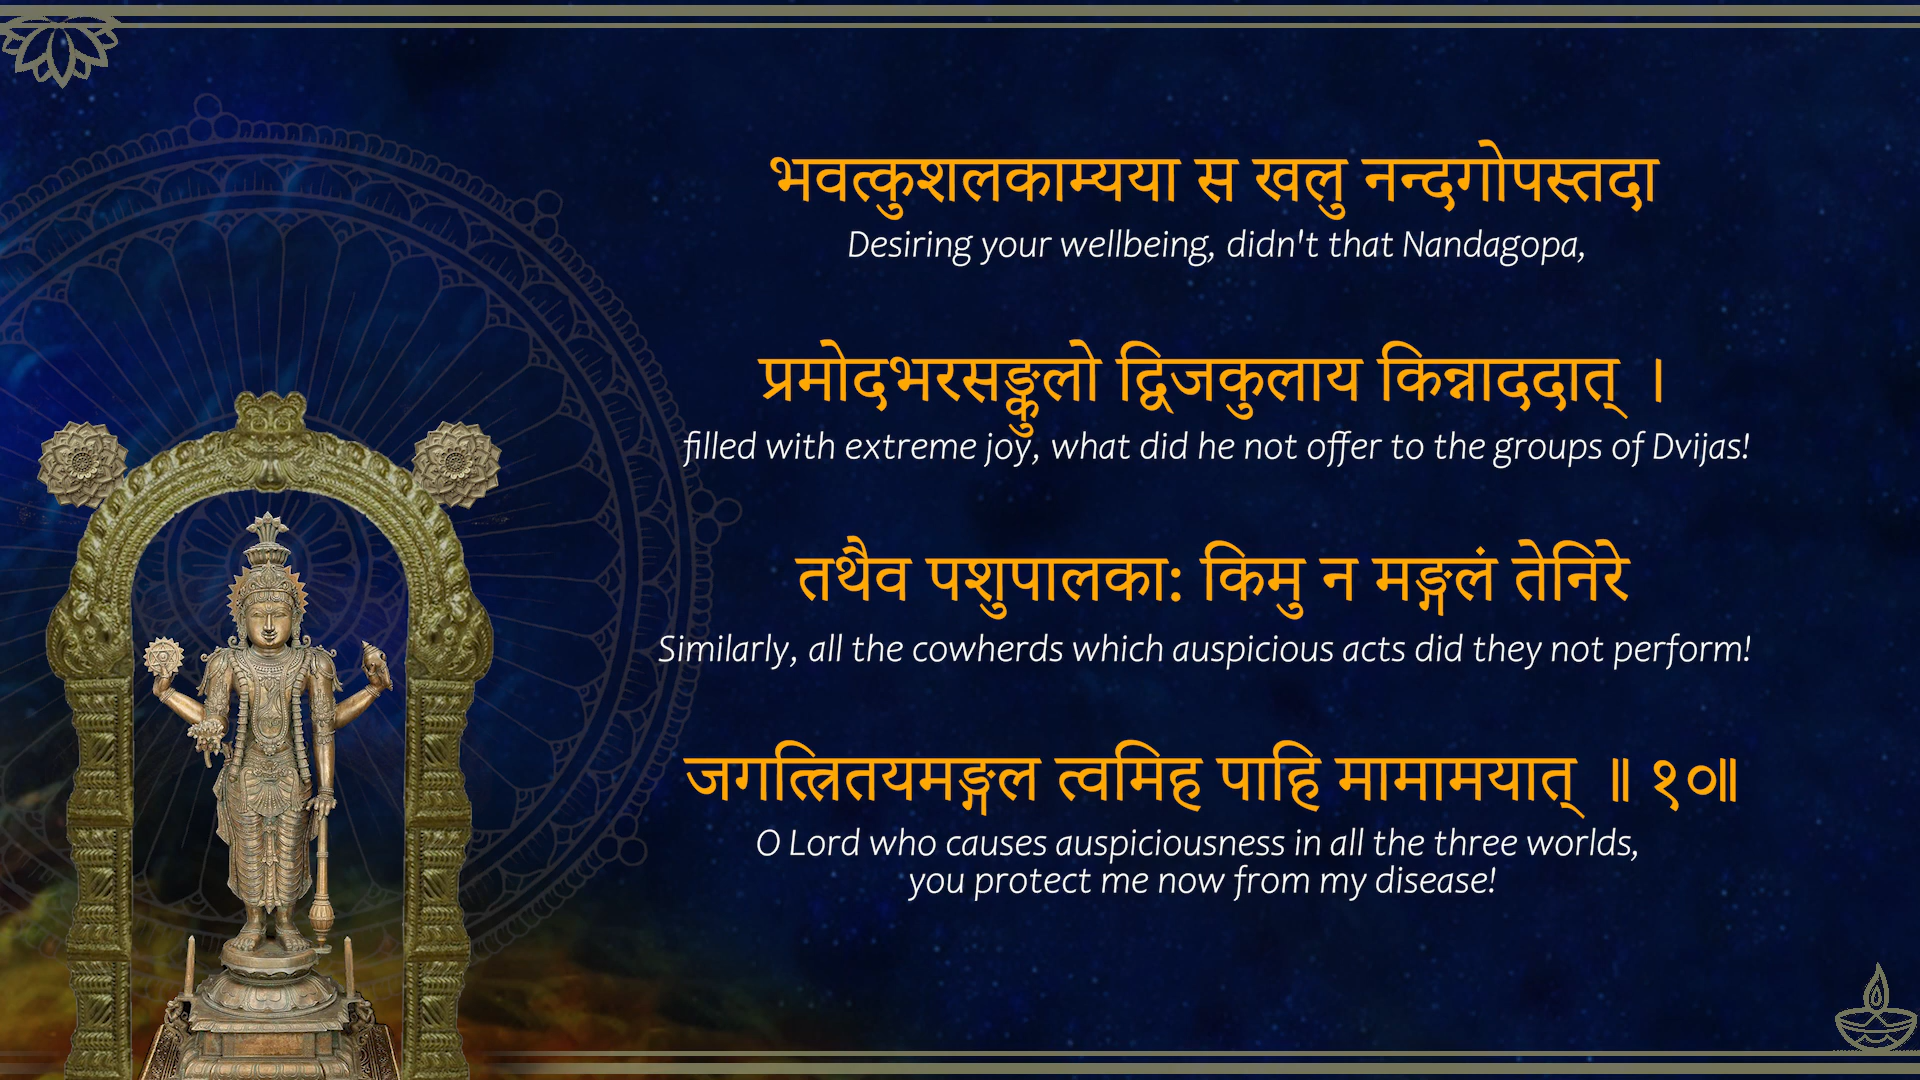 भवत्कुशलकाम्यया स खलु नन्दगोपस्तदा
Desiring your wellbeing, didn't that Nandagopa,
प्रमोदभरसङ्कुलो द्विजकुलाय किन्नाददात् ।
filled with extreme joy, what did he not offer to the groups of Dvijas!
तथैव पशुपालका: किमु न मङ्गलं तेनिरे
Similarly, all the cowherds which auspicious acts did they not perform!
जगत्त्रितयमङ्गल त्वमिह पाहि मामामयात् ॥ १०॥
O Lord who causes auspiciousness in all the three worlds,
you protect me now from my disease!